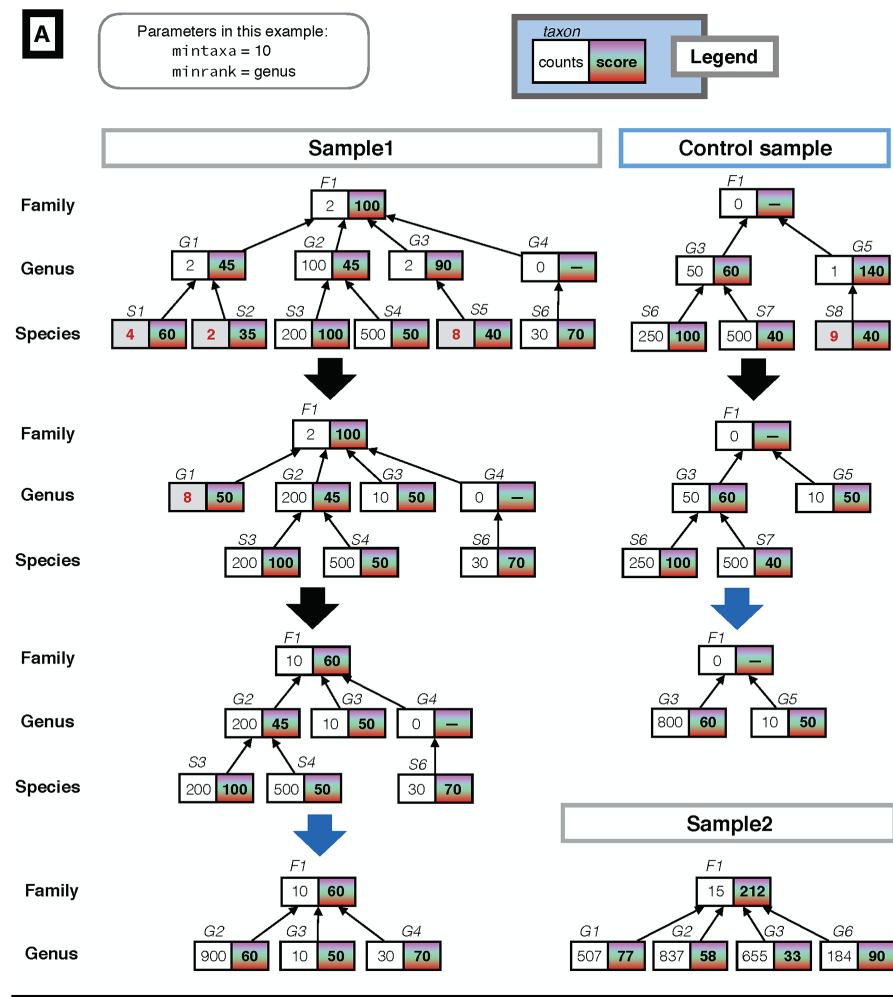 A
Parameters in this example:
mintaxa = 10
minrank = genus
taxon
counts score
Legend
Sample1
Control sample
F1 F1
Family 2 100 0 —
G1 G2 G3 G4 G3 G5
Genus 2 45 100 45 2 90 0 — 50 60 1 140
S1 S2 S3 S4 S5 S6 S6 S7 S8
Species 4 60 2 35 200 100 500 50 8 40 30 70 250 100 500 40 9 40
F1 F1
Family 2 100 0 —
G1 G2 G3 G4 G3 G5
Genus 8 50 200 45 10 50 0 — 50 60 10 50
S3 S4 S6 S6 S7
Species 200 100 500 50 30 70 250 100 500 40
F1 F1
Family 10 60 0 —
G2 G3 G4 G3 G5
Genus 200 45 10 50 0 — 800 60 10 50
S3 S4 S6
Species 200 100 500 50 30 70
Sample2
F1 F1
Family 10 60 15 212
G2 G3 G4 G1 G2 G3 G6
Genus 900 60 10 50 30 70 507 77 837 58 655 33 184 90